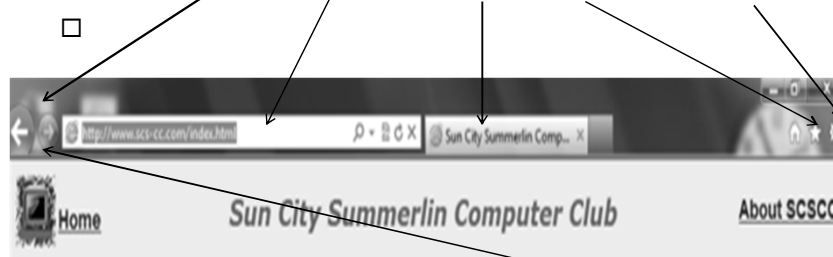 http://www.scs-cc.com/index.html
Sun City Summerlin Comp...
Home
Sun City Summerlin Computer Club
About SCSCC